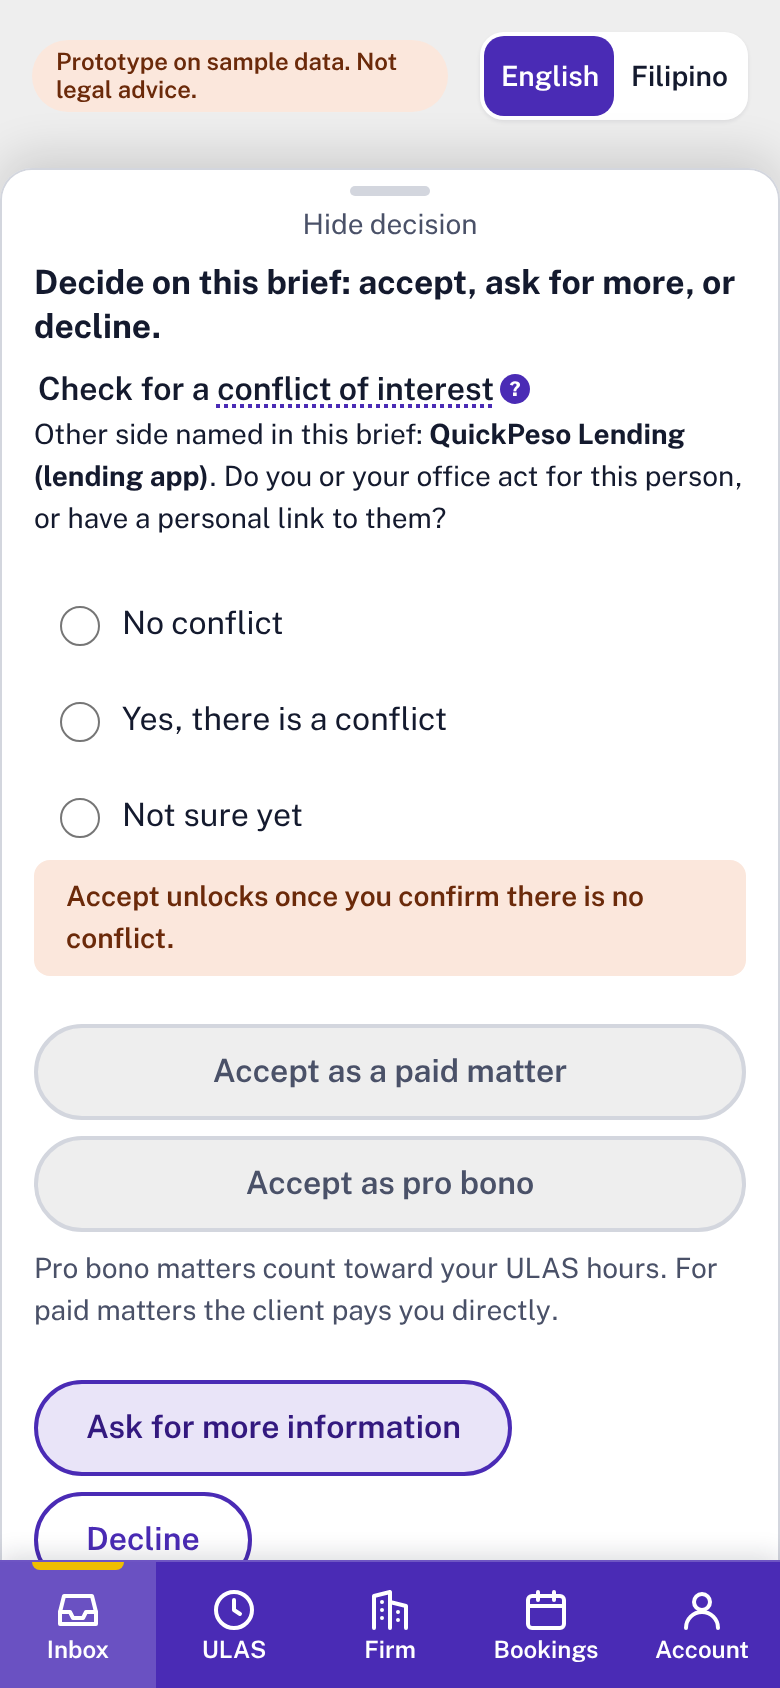 Prototype on sample data. Not
legal advice.
English
Filipino
Hide decision
Decide on this brief: accept, ask for more, or
decline.
Check for a conflict of interest ?
Other side named in this brief: QuickPeso Lending
(lending app). Do you or your office act for this person,
or have a personal link to them?
No conflict
Yes, there is a conflict
Not sure yet
Accept unlocks once you confirm there is no
conflict.
Accept as a paid matter
Accept as pro bono
Pro bono matters count toward your ULAS hours. For
paid matters the client pays you directly.
Ask for more information
Decline
Inbox
ULAS
Firm
Bookings
Account